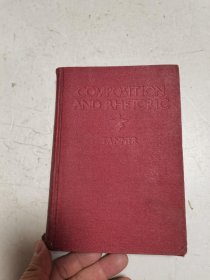 COMPOSITION
AND RHETORIC
TANNER